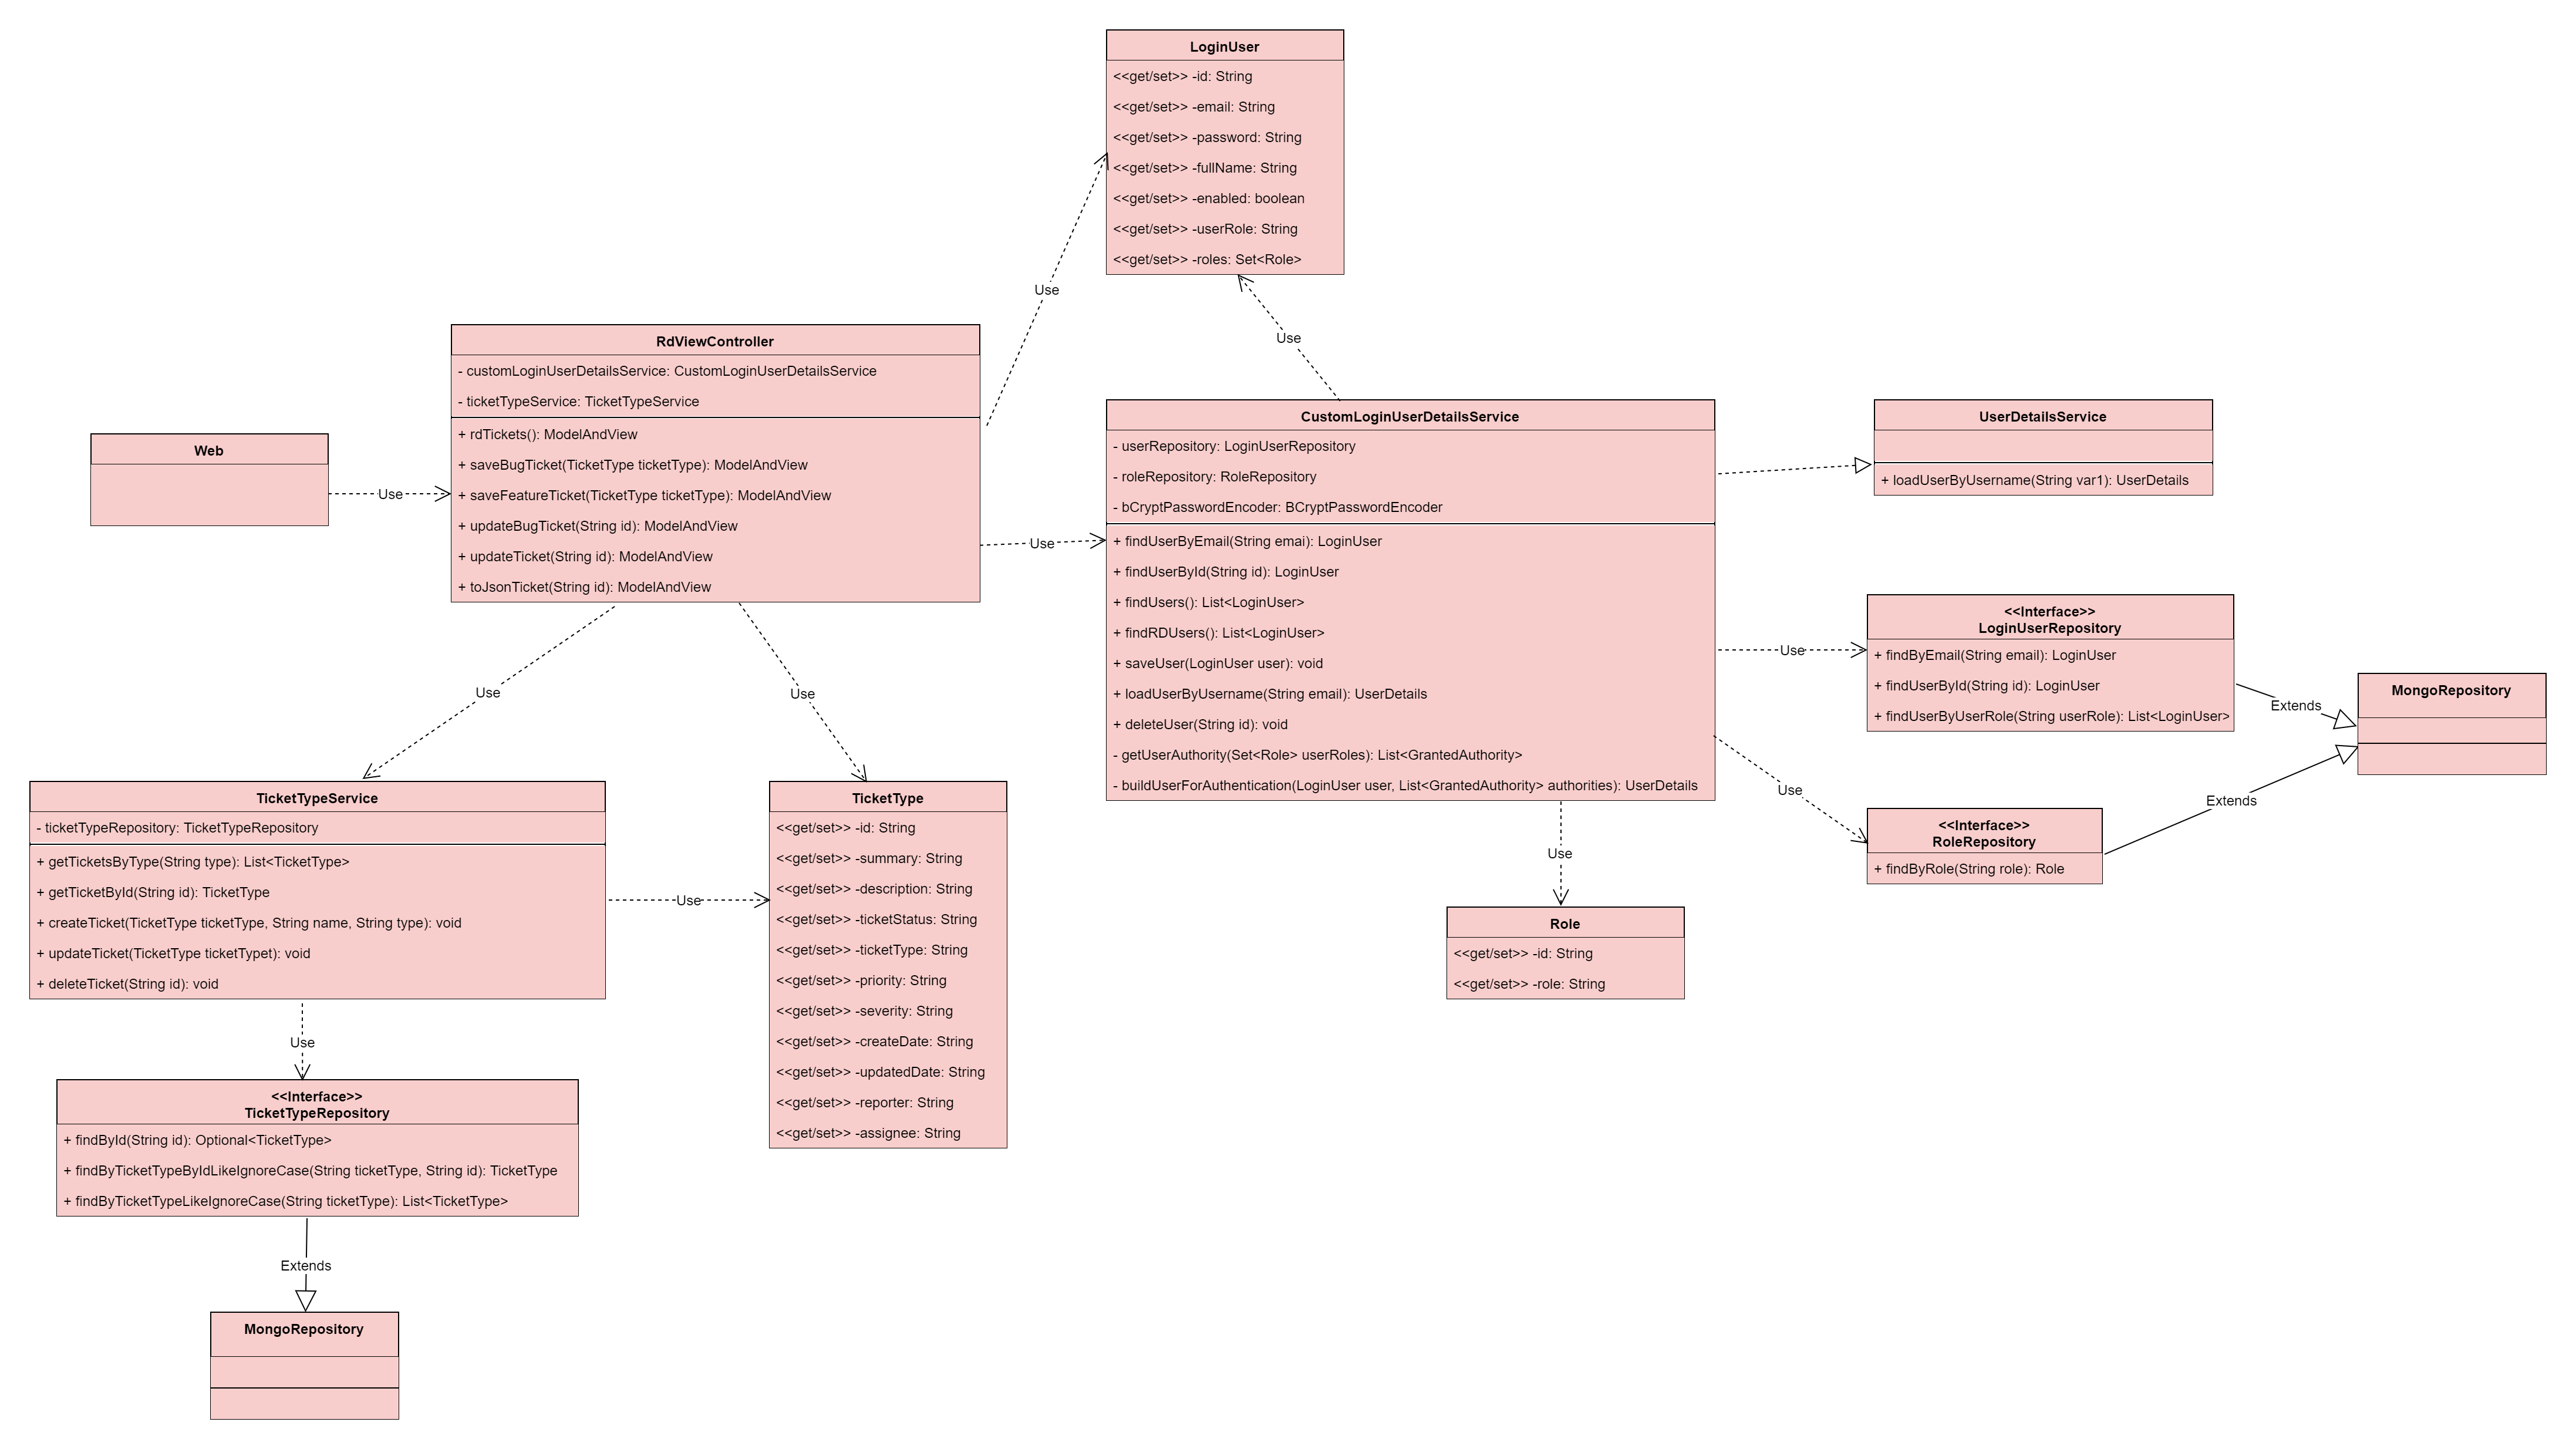 LoginUser
<<get/set>> -id: String
<<get/set>> -email: String
<<get/set>> -password: String
<<get/set>> -fullName: String
<<get/set>> -enabled: boolean
<<get/set>> -userRole: String
<<get/set>> -roles: Set<Role>
Use
Use
RdViewController
- customLoginUserDetailsService: CustomLoginUserDetailsService
- ticketTypeService: TicketTypeService
+ rdTickets(): ModelAndView
+ saveBugTicket(TicketType ticketType): ModelAndView
+ saveFeatureTicket(TicketType ticketType): ModelAndView
+ updateBugTicket(String id): ModelAndView
+ updateTicket(String id): ModelAndView
+ toJsonTicket(String id): ModelAndView
Web
Use
Use
CustomLoginUserDetailsService
- userRepository: LoginUserRepository
- roleRepository: RoleRepository
- bCryptPasswordEncoder: BCryptPasswordEncoder
+ findUserByEmail(String emai): LoginUser
+ findUserById(String id): LoginUser
+ findUsers(): List<LoginUser>
+ findRDUsers(): List<LoginUser>
+ saveUser(LoginUser user): void
+ loadUserByUsername(String email): UserDetails
+ deleteUser(String id): void
- getUserAuthority(Set<Role> userRoles): List<GrantedAuthority>
- buildUserForAuthentication(LoginUser user, List<GrantedAuthority> authorities): UserDetails
UserDetailsService
+ loadUserByUsername(String var1): UserDetails
Use
<<Interface>>
LoginUserRepository
+ findByEmail(String email): LoginUser
+ findUserById(String id): LoginUser
+ findUserByUserRole(String userRole): List<LoginUser>
Extends
MongoRepository
Use
Extends
<<Interface>>
RoleRepository
+ findByRole(String role): Role
Use
Role
<<get/set>> -id: String
<<get/set>> -role: String
Use
Use
TicketTypeService
- ticketTypeRepository: TicketTypeRepository
+ getTicketsByType(String type): List<TicketType>
+ getTicketById(String id): TicketType
+ createTicket(TicketType ticketType, String name, String type): void
+ updateTicket(TicketType ticketTypet): void
+ deleteTicket(String id): void
Use
TicketType
<<get/set>> -id: String
<<get/set>> -summary: String
<<get/set>> -description: String
<<get/set>> -ticketStatus: String
<<get/set>> -ticketType: String
<<get/set>> -priority: String
<<get/set>> -severity: String
<<get/set>> -createDate: String
<<get/set>> -updatedDate: String
<<get/set>> -reporter: String
<<get/set>> -assignee: String
Use
<<Interface>>
TicketTypeRepository
+ findById(String id): Optional<TicketType>
+ findByTicketTypeByIdLikeIgnoreCase(String ticketType, String id): TicketType
+ findByTicketTypeLikeIgnoreCase(String ticketType): List<TicketType>
Extends
MongoRepository